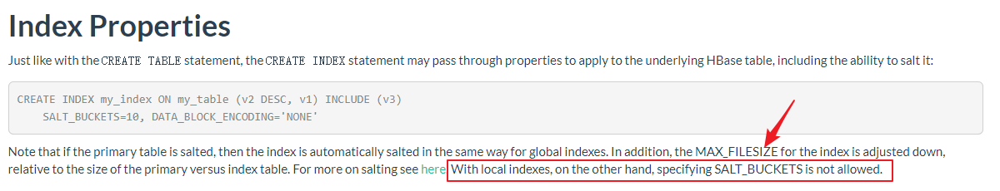 Index Properties
Just like with the CREATE TABLE statement, the CREATE INDEX statement may pass through properties to apply to the underlying HBase table, including the ability to salt it:
CREATE INDEX my_index ON my_table (v2 DESC, v1) INCLUDE (v3)
    SALT_BUCKETS=10, DATA_BLOCK_ENCODING='NONE'
Note that if the primary table is salted, then the index is automatically salted in the same way for global indexes. In addition, the MAX_FILESIZE for the index is adjusted down,
relative to the size of the primary versus index table. For more on salting see here. With local indexes, on the other hand, specifying SALT_BUCKETS is not allowed.